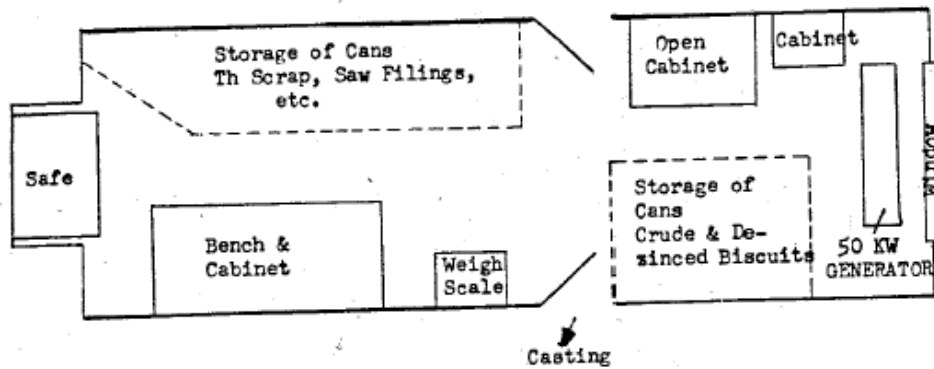 Storage of Cans
Th Scrap, Saw Filings,
etc.
Open
Cabinet
Cabinet
Safe
Window
Storage of
Cans
Crude & De-
zinced Biscuits
Bench &
Cabinet
Weigh
Scale
50 KW
GENERATOR
Casting